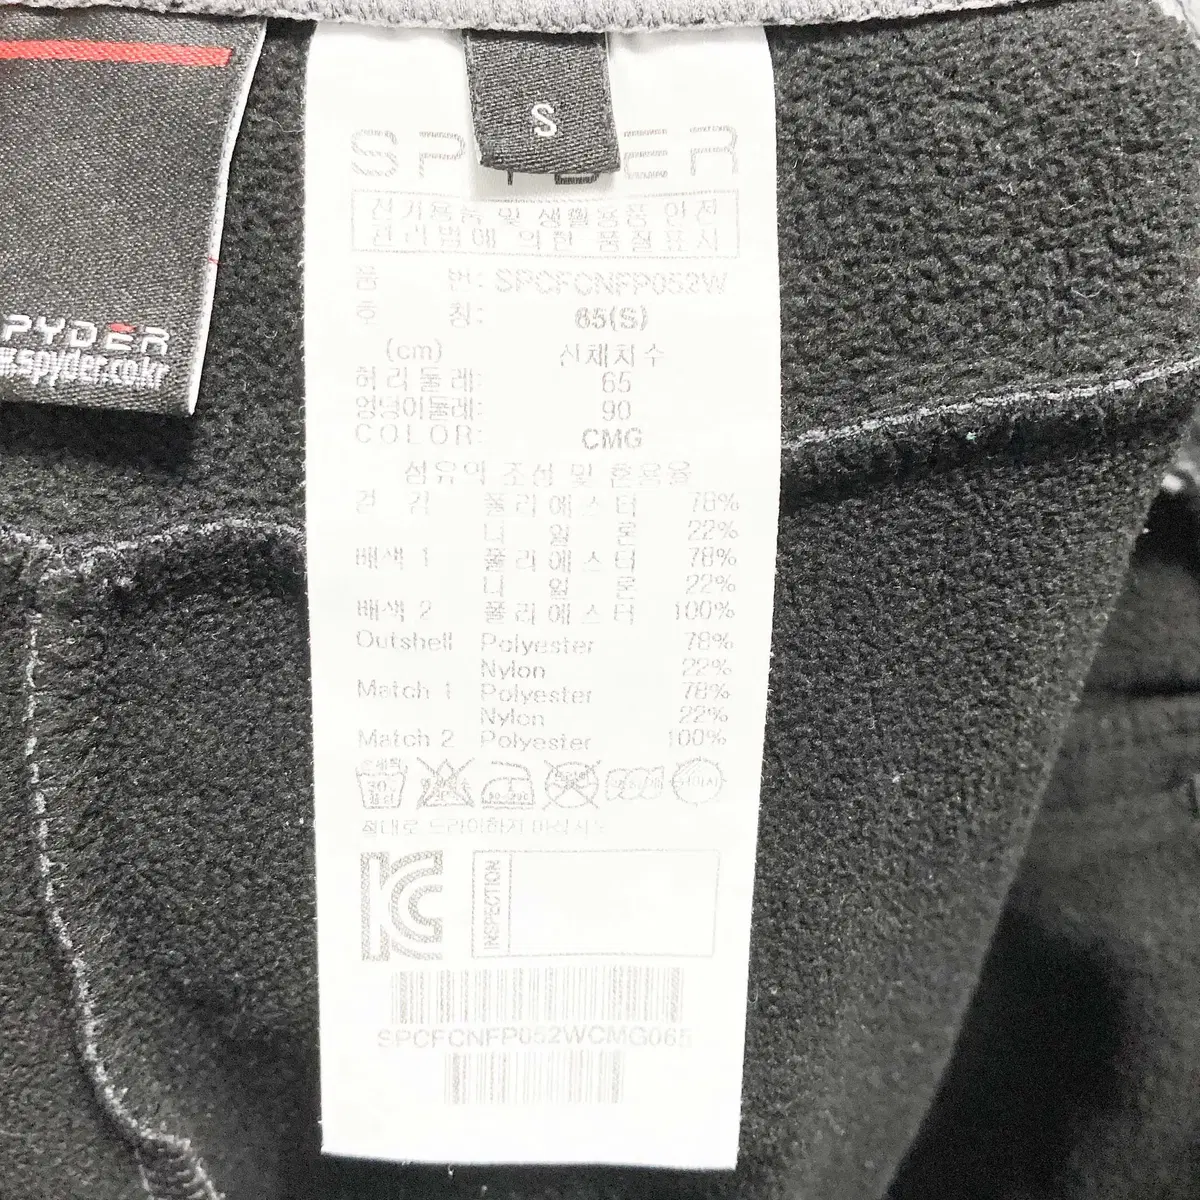 SPYDER
www.spyder.co.kr
S
SPYDER
전기용품 및 생활용품 안전
관리법에 의한 품질표시
품 번: SPCFCNFP052W
호 칭: 65(S)
(cm) 신체치수
허리둘레: 65
엉덩이둘레: 90
COLOR: CMG
섬유의 조성 및 혼용율
겉 감 폴리에스터 78%
나 일 론 22%
배색 1 폴리에스터 78%
나 일 론 22%
배색 2 폴리에스터 100%
Outshell Polyester 78%
Nylon 22%
Match 1 Polyester 78%
Nylon 22%
Match 2 Polyester 100%
절대로 드라이하지 마십시오
INSPECTION
SPCFCNFP052WCMG065